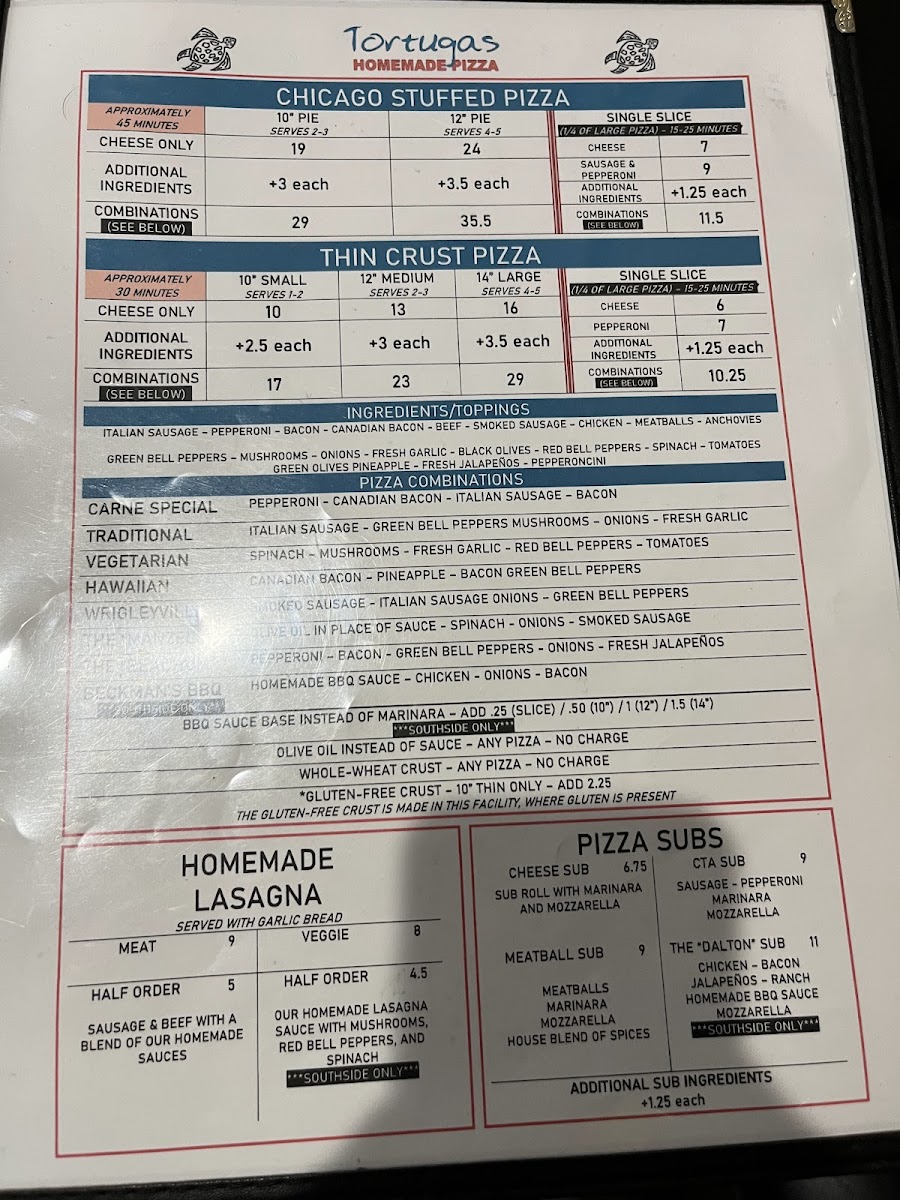 Tortugas
HOMEMADE PIZZA
CHICAGO STUFFED PIZZA
APPROXIMATELY 45 MINUTES
10" PIE SERVES 2-3
12" PIE SERVES 4-5
SINGLE SLICE
(1/4 OF LARGE PIZZA) - 15-25 MINUTES
CHEESE ONLY 19 24
CHEESE 7
SAUSAGE & PEPPERONI 9
ADDITIONAL INGREDIENTS +3 each +3.5 each
ADDITIONAL INGREDIENTS +1.25 each
COMBINATIONS (SEE BELOW) 29 35.5
COMBINATIONS (SEE BELOW) 11.5
THIN CRUST PIZZA
APPROXIMATELY 30 MINUTES
10" SMALL SERVES 1-2
12" MEDIUM SERVES 2-3
14" LARGE SERVES 4-5
SINGLE SLICE
(1/4 OF LARGE PIZZA) - 15-25 MINUTES
CHEESE ONLY 10 13 16
CHEESE 6
PEPPERONI 7
ADDITIONAL INGREDIENTS +2.5 each +3 each +3.5 each
ADDITIONAL INGREDIENTS +1.25 each
COMBINATIONS (SEE BELOW) 17 23 29
COMBINATIONS (SEE BELOW) 10.25
INGREDIENTS/TOPPINGS
ITALIAN SAUSAGE - PEPPERONI - BACON - CANADIAN BACON - BEEF - SMOKED SAUSAGE - CHICKEN - MEATBALLS - ANCHOVIES
GREEN BELL PEPPERS - MUSHROOMS - ONIONS - FRESH GARLIC - BLACK OLIVES - RED BELL PEPPERS - SPINACH - TOMATOES
GREEN OLIVES PINEAPPLE - FRESH JALAPEÑOS - PEPPERONCINI
PIZZA COMBINATIONS
CARNE SPECIAL PEPPERONI - CANADIAN BACON - ITALIAN SAUSAGE - BACON
TRADITIONAL ITALIAN SAUSAGE - GREEN BELL PEPPERS MUSHROOMS - ONIONS - FRESH GARLIC
VEGETARIAN SPINACH - MUSHROOMS - FRESH GARLIC - RED BELL PEPPERS - TOMATOES
HAWAIIAN CANADIAN BACON - PINEAPPLE - BACON GREEN BELL PEPPERS
SMOKED SAUSAGE - ITALIAN SAUSAGE ONIONS - GREEN BELL PEPPERS
OLIVE OIL IN PLACE OF SAUCE - SPINACH - ONIONS - SMOKED SAUSAGE
PEPPERONI - BACON - GREEN BELL PEPPERS - ONIONS - FRESH JALAPEÑOS
BECKMAN'S BBQ HOMEMADE BBQ SAUCE - CHICKEN - ONIONS - BACON
***SOUTHSIDE ONLY***
BBQ SAUCE BASE INSTEAD OF MARINARA - ADD .25 (SLICE) / .50 (10") / 1 (12") / 1.5 (14")
***SOUTHSIDE ONLY***
OLIVE OIL INSTEAD OF SAUCE - ANY PIZZA - NO CHARGE
WHOLE-WHEAT CRUST - ANY PIZZA - NO CHARGE
*GLUTEN-FREE CRUST - 10" THIN ONLY - ADD 2.25
THE GLUTEN-FREE CRUST IS MADE IN THIS FACILITY, WHERE GLUTEN IS PRESENT
HOMEMADE
LASAGNA
SERVED WITH GARLIC BREAD
MEAT 9
HALF ORDER 5
SAUSAGE & BEEF WITH A
BLEND OF OUR HOMEMADE
SAUCES
VEGGIE 8
HALF ORDER 4.5
OUR HOMEMADE LASAGNA
SAUCE WITH MUSHROOMS,
RED BELL PEPPERS, AND
SPINACH
***SOUTHSIDE ONLY***
PIZZA SUBS
CHEESE SUB 6.75
SUB ROLL WITH MARINARA
AND MOZZARELLA
CTA SUB 9
SAUSAGE - PEPPERONI
MARINARA
MOZZARELLA
MEATBALL SUB 9
MEATBALLS
MARINARA
MOZZARELLA
HOUSE BLEND OF SPICES
THE "DALTON" SUB 11
CHICKEN - BACON
JALAPEÑOS - RANCH
HOMEMADE BBQ SAUCE
MOZZARELLA
***SOUTHSIDE ONLY***
ADDITIONAL SUB INGREDIENTS
+1.25 each